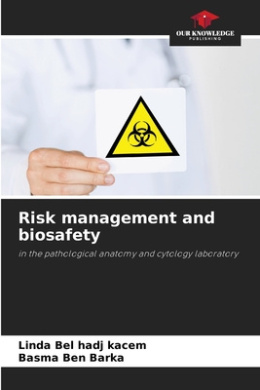 OUR KNOWLEDGE
PUBLISHING
Risk management and
biosafety
in the pathological anatomy and cytology laboratory
Linda Bel hadj kacem
Basma Ben Barka